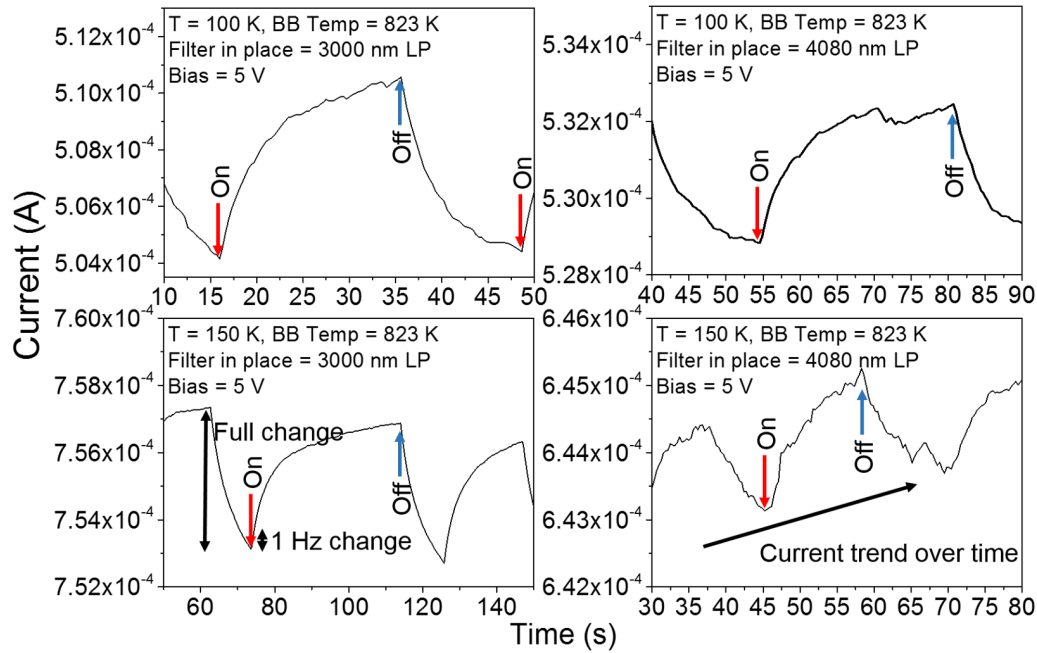 Current (A)
5.12x10⁻⁴
5.10x10⁻⁴
5.08x10⁻⁴
5.06x10⁻⁴
5.04x10⁻⁴
T = 100 K, BB Temp = 823 K
Filter in place = 3000 nm LP
Bias = 5 V
On
Off
On
10 15 20 25 30 35 40 45 50
5.34x10⁻⁴
5.32x10⁻⁴
5.30x10⁻⁴
5.28x10⁻⁴
T = 100 K, BB Temp = 823 K
Filter in place = 4080 nm LP
Bias = 5 V
On
Off
40 45 50 55 60 65 70 75 80 85 90
7.60x10⁻⁴
7.58x10⁻⁴
7.56x10⁻⁴
7.54x10⁻⁴
7.52x10⁻⁴
T = 150 K, BB Temp = 823 K
Filter in place = 3000 nm LP
Bias = 5 V
Full change
On
Off
1 Hz change
60 80 100 120 140
6.46x10⁻⁴
6.45x10⁻⁴
6.44x10⁻⁴
6.43x10⁻⁴
6.42x10⁻⁴
T = 150 K, BB Temp = 823 K
Filter in place = 4080 nm LP
Bias = 5 V
On
Off
Current trend over time
30 35 40 45 50 55 60 65 70 75 80
Time (s)